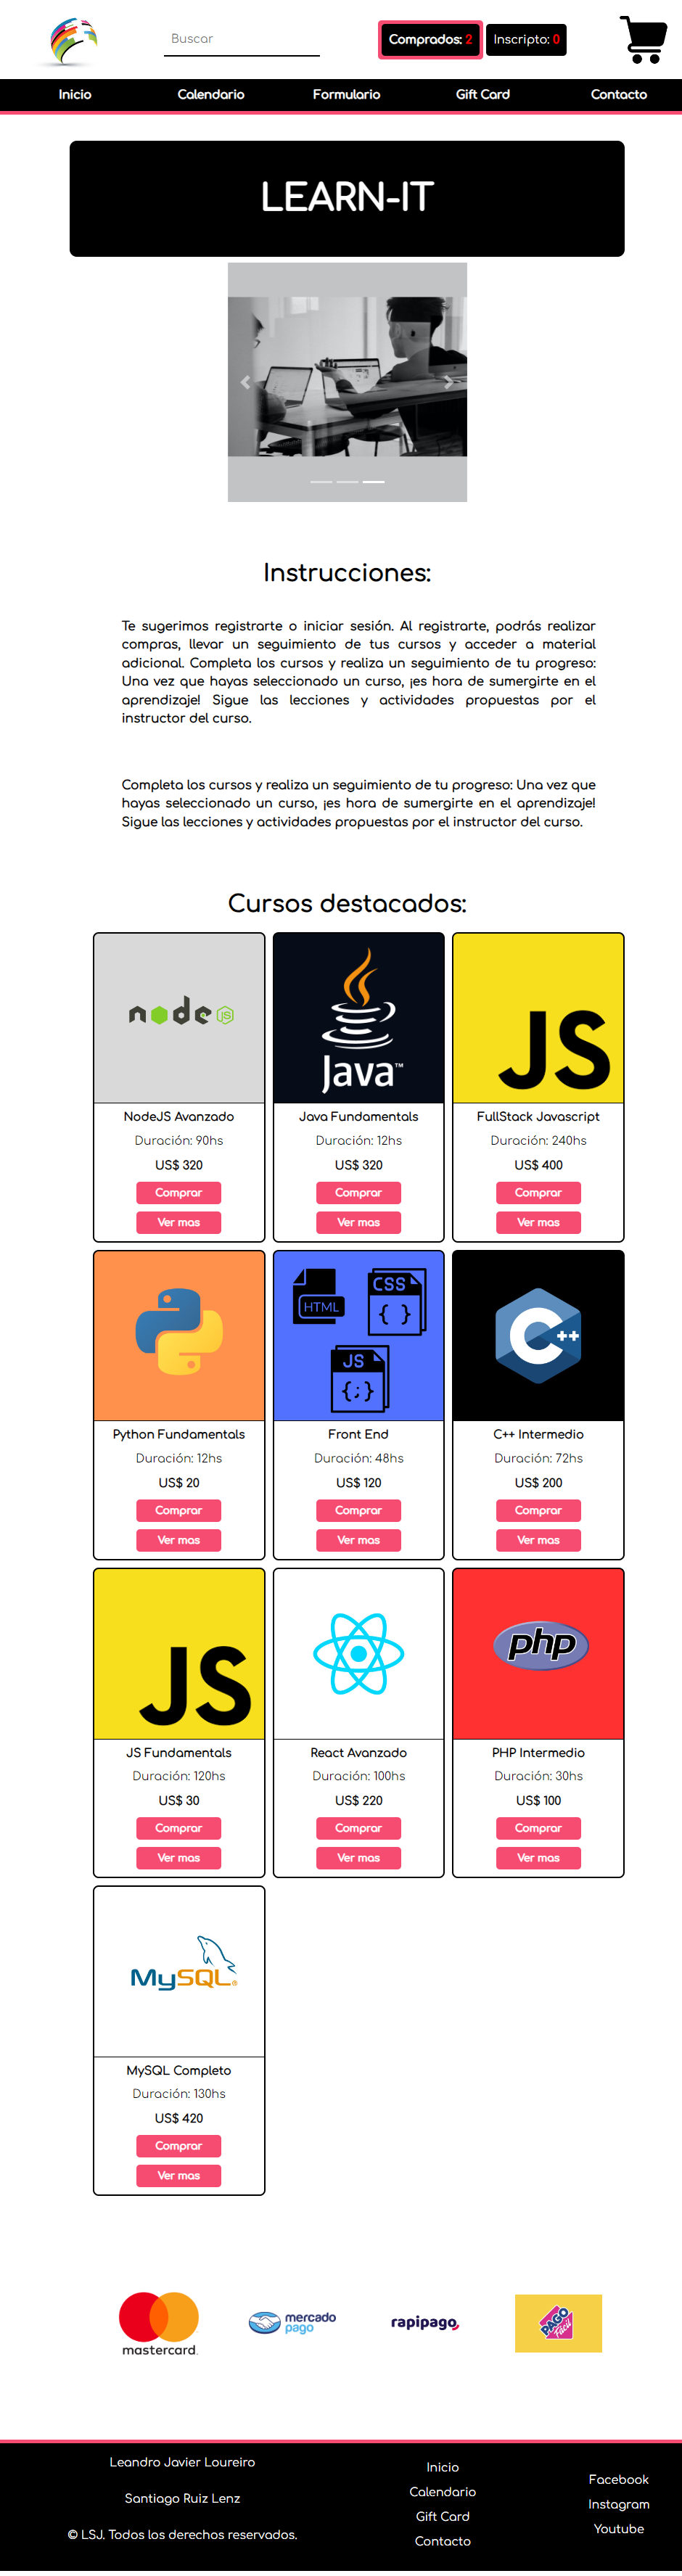 Buscar
Comprados: 2
Inscripto: 0
Inicio
Calendario
Formulario
Gift Card
Contacto
LEARN-IT
Instrucciones:
Te sugerimos registrarte o iniciar sesión. Al registrarte, podrás realizar
compras, llevar un seguimiento de tus cursos y acceder a material
adicional. Completa los cursos y realiza un seguimiento de tu progreso:
Una vez que hayas seleccionado un curso, ¡es hora de sumergirte en el
aprendizaje! Sigue las lecciones y actividades propuestas por el
instructor del curso.
Completa los cursos y realiza un seguimiento de tu progreso: Una vez que
hayas seleccionado un curso, ¡es hora de sumergirte en el aprendizaje!
Sigue las lecciones y actividades propuestas por el instructor del curso.
Cursos destacados:
node JS
NodeJS Avanzado
Duración: 90hs
US$ 320
Comprar
Ver mas
Java™
Java Fundamentals
Duración: 12hs
US$ 320
Comprar
Ver mas
JS
FullStack Javascript
Duración: 240hs
US$ 400
Comprar
Ver mas
Python Fundamentals
Duración: 12hs
US$ 20
Comprar
Ver mas
HTML
CSS
{ }
JS
{;}
Front End
Duración: 48hs
US$ 120
Comprar
Ver mas
C++
C++ Intermedio
Duración: 72hs
US$ 200
Comprar
Ver mas
JS
JS Fundamentals
Duración: 120hs
US$ 30
Comprar
Ver mas
React Avanzado
Duración: 100hs
US$ 220
Comprar
Ver mas
php
PHP Intermedio
Duración: 30hs
US$ 100
Comprar
Ver mas
MySQL®
MySQL Completo
Duración: 130hs
US$ 420
Comprar
Ver mas
mastercard.
mercado
pago
rapipago
PAGO
Fácil
Leandro Javier Loureiro
Santiago Ruiz Lenz
© LSJ. Todos los derechos reservados.
Inicio
Calendario
Gift Card
Contacto
Facebook
Instagram
Youtube